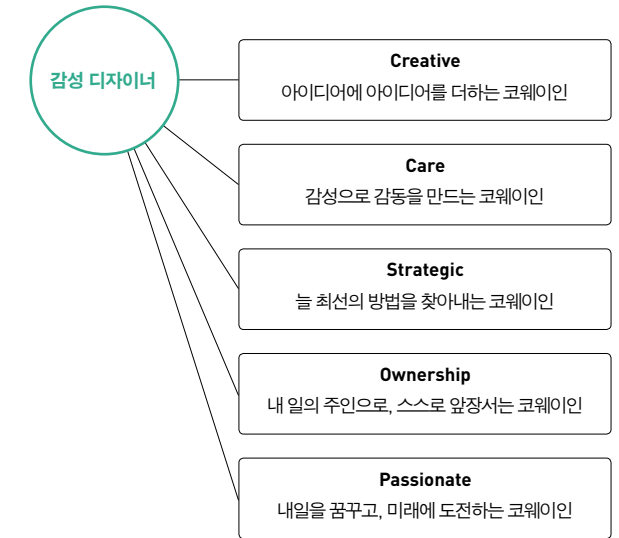 감성 디자이너
Creative
아이디어에 아이디어를 더하는 코웨이인
Care
감성으로 감동을 만드는 코웨이인
Strategic
늘 최선의 방법을 찾아내는 코웨이인
Ownership
내 일의 주인으로, 스스로 앞장서는 코웨이인
Passionate
내일을 꿈꾸고, 미래에 도전하는 코웨이인